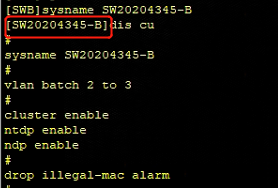 [SWB]sysname SW20204345-B
[SW20204345-B]dis cu
#
sysname SW20204345-B
#
vlan batch 2 to 3
#
cluster enable
ntdp enable
ndp enable
#
drop illegal-mac alarm